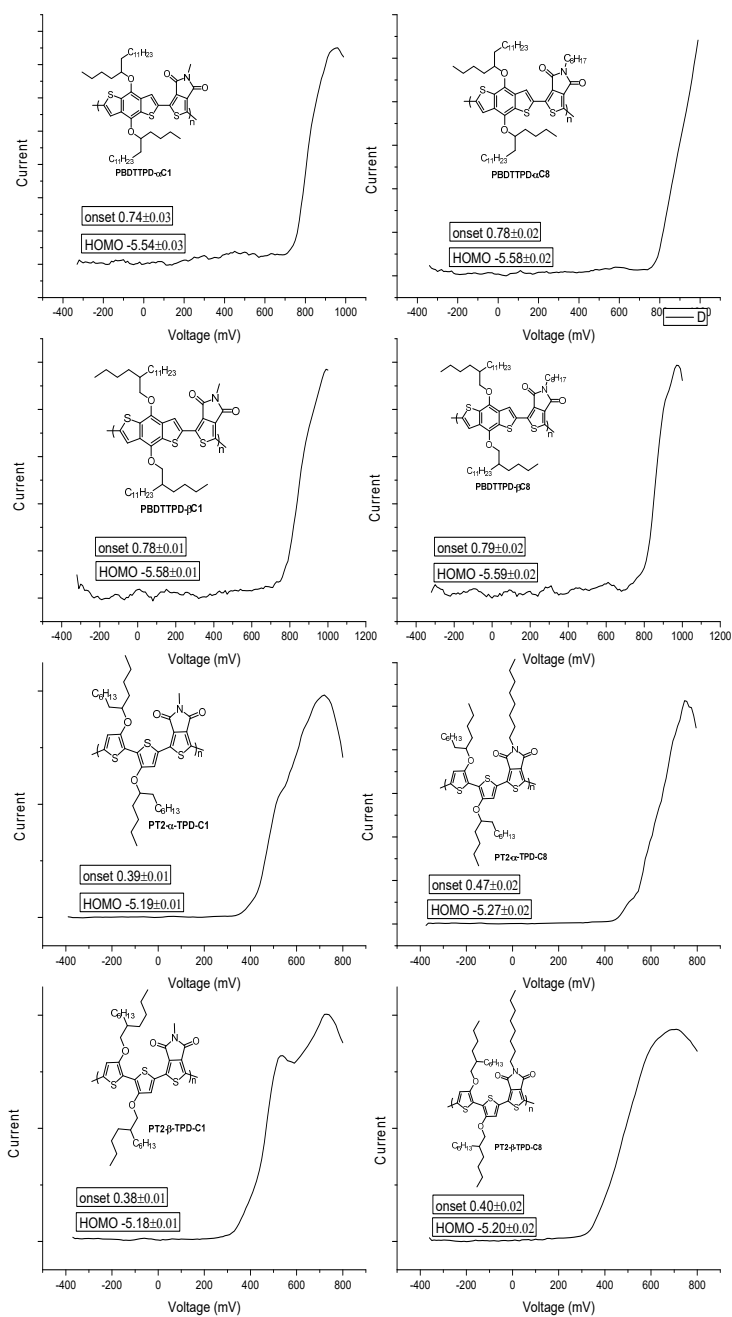 C11H23
N
O
O
O
S
S
S
n
O
C11H23
PBDTTPD-αC1
onset 0.74±0.03
HOMO -5.54±0.03
Current
-400 -200 0 200 400 600 800 1000
Voltage (mV)
C11H23
C8H17
N
O
O
O
S
S
S
n
O
C11H23
PBDTTPD-αC8
onset 0.78±0.02
HOMO -5.58±0.02
Current
-400 -200 0 200 400 600 800
Voltage (mV)
D
C11H23
N
O
O
O
S
S
S
n
O
C11H23
PBDTTPD-βC1
onset 0.78±0.01
HOMO -5.58±0.01
Current
-400 -200 0 200 400 600 800 1000 1200
Voltage (mV)
C11H23
C8H17
N
O
O
O
S
S
S
n
O
C11H23
PBDTTPD-βC8
onset 0.79±0.02
HOMO -5.59±0.02
Current
-400 -200 0 200 400 600 800 1000 1200
Voltage (mV)
C6H13
N
O
O
O
S
S
S
n
O
C6H13
PT2-α-TPD-C1
onset 0.39±0.01
HOMO -5.19±0.01
Current
-400 -200 0 200 400 600 800
Voltage (mV)
C6H13
N
O
O
O
S
S
S
n
O
C6H13
PT2-α-TPD-C8
onset 0.47±0.02
HOMO -5.27±0.02
Current
-400 -200 0 200 400 600 800
Voltage (mV)
C6H13
N
O
O
O
S
S
S
n
O
C6H13
PT2-β-TPD-C1
onset 0.38±0.01
HOMO -5.18±0.01
Current
-400 -200 0 200 400 600 800
Voltage (mV)
C6H13
N
O
O
O
S
S
S
n
O
C6H13
PT2-β-TPD-C8
onset 0.40±0.02
HOMO -5.20±0.02
Current
-400 -200 0 200 400 600 800
Voltage (mV)